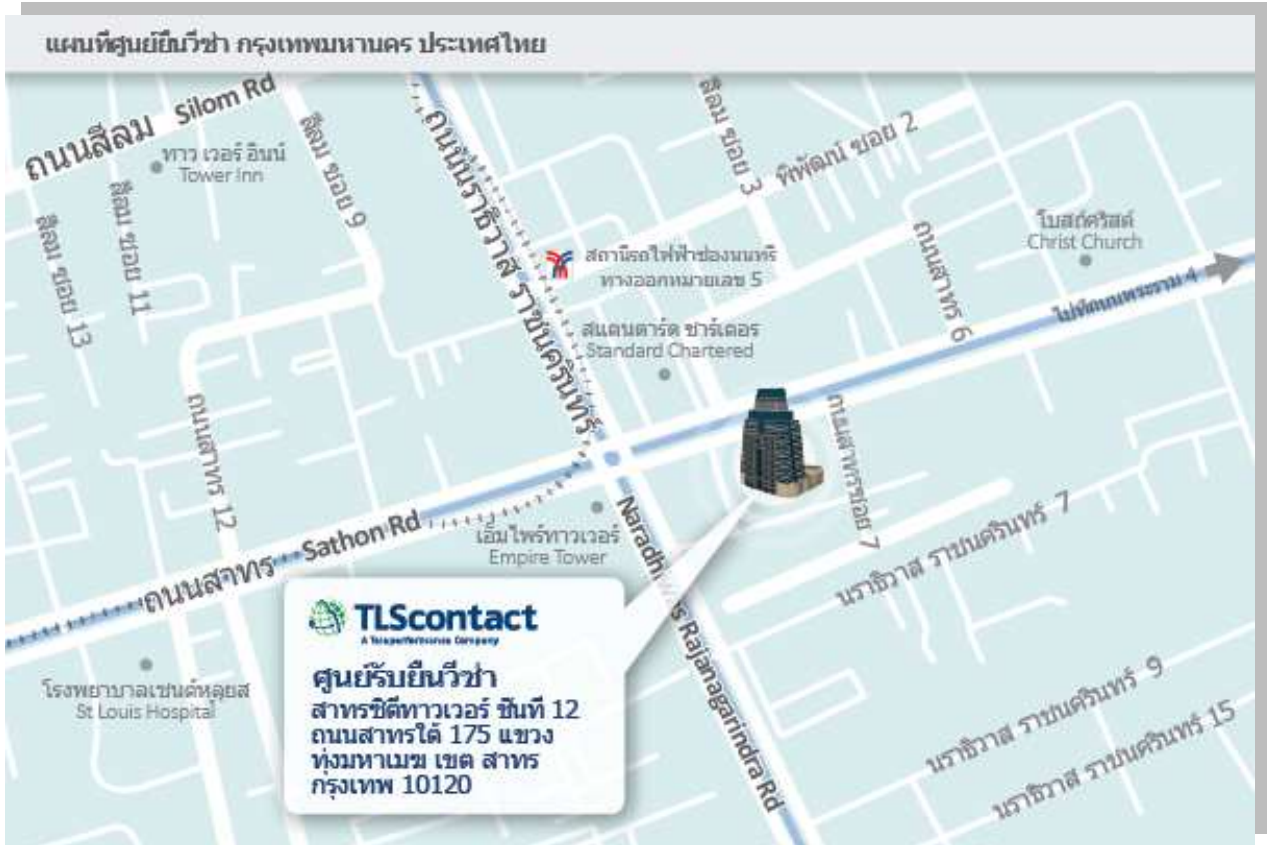 แผนที่ศูนย์ยื่นวีซ่า กรุงเทพมหานคร ประเทศไทย
ถนนสีลม Silom Rd
ทาว เวอร์ อินน์
Tower Inn
สีลม ซอย 9
สีลม ซอย 11
สีลม ซอย 13
ถนนนราธิวาส ราชนครินทร์
สีลม ซอย 3
พิพัฒน์ ซอย 2
สถานีรถไฟฟ้าช่องนนทรี
ทางออกหมายเลข 5
สแตนดาร์ด ชาร์เตอร์
Standard Chartered
ถนนสาทร 6
โบสถ์คริสต์
Christ Church
ไปที่ถนนพระราม 4
ถนนสาทร 12
ถนนสาทรซอย 7
ถนนสาทร Sathon Rd
เอ็มไพร์ทาวเวอร์
Empire Tower
Naradhiwas Rajanagarindra Rd
นราธิวาส ราชนครินทร์ 7
นราธิวาส ราชนครินทร์ 9
นราธิวาส ราชนครินทร์ 15
โรงพยาบาลเซนต์หลุยส
St Louis Hospital
TLScontact
A Teleperformance Company
ศูนย์รับยื่นวีซ่า
สาทรซิตี้ทาวเวอร์ ชั้นที่ 12
ถนนสาทรใต้ 175 แขวง
ทุ่งมหาเมฆ เขต สาทร
กรุงเทพ 10120